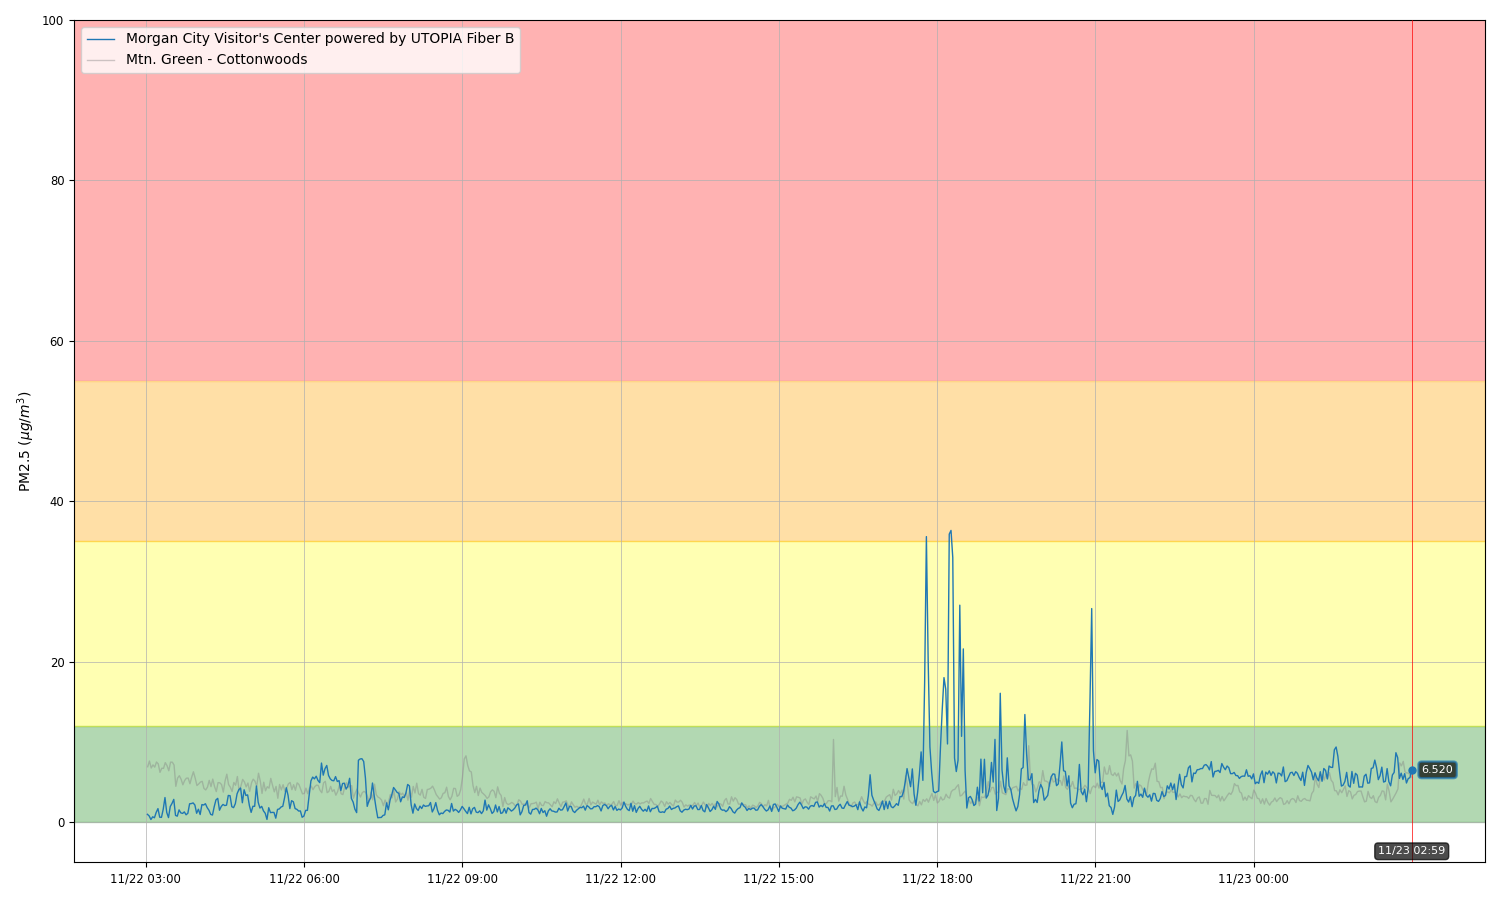 100
Morgan City Visitor's Center powered by UTOPIA Fiber B
Mtn. Green - Cottonwoods
80
60
PM2.5 (μg/m³)
40
20
6.520
0
11/23 02:59
11/22 03:00 11/22 06:00 11/22 09:00 11/22 12:00 11/22 15:00 11/22 18:00 11/22 21:00 11/23 00:00